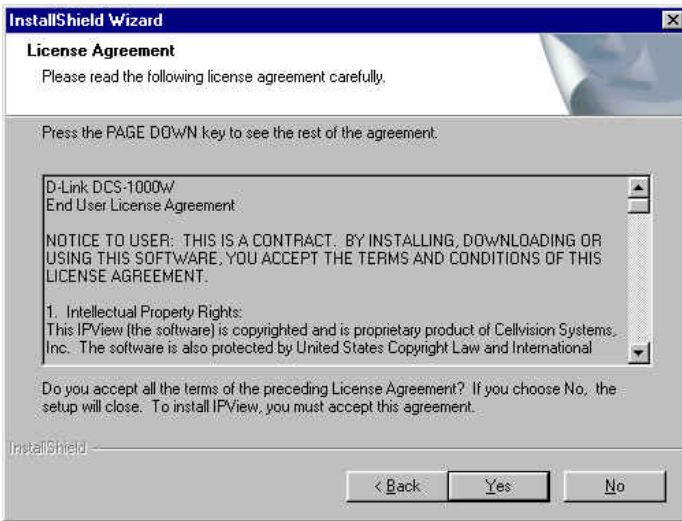 InstallShield Wizard
License Agreement
Please read the following license agreement carefully.
Press the PAGE DOWN key to see the rest of the agreement.
D-Link DCS-1000W
End User License Agreement
NOTICE TO USER:  THIS IS A CONTRACT.  BY INSTALLING, DOWNLOADING OR
USING THIS SOFTWARE, YOU ACCEPT THE TERMS AND CONDITIONS OF THIS
LICENSE AGREEMENT.
1.  Intellectual Property Rights:
This IPView (the software) is copyrighted and is proprietary product of Cellvision Systems,
Inc.  The software is also protected by United States Copyright Law and International
Do you accept all the terms of the preceding License Agreement?  If you choose No,  the
setup will close.  To install IPView, you must accept this agreement.
InstallShield
< Back
Yes
No